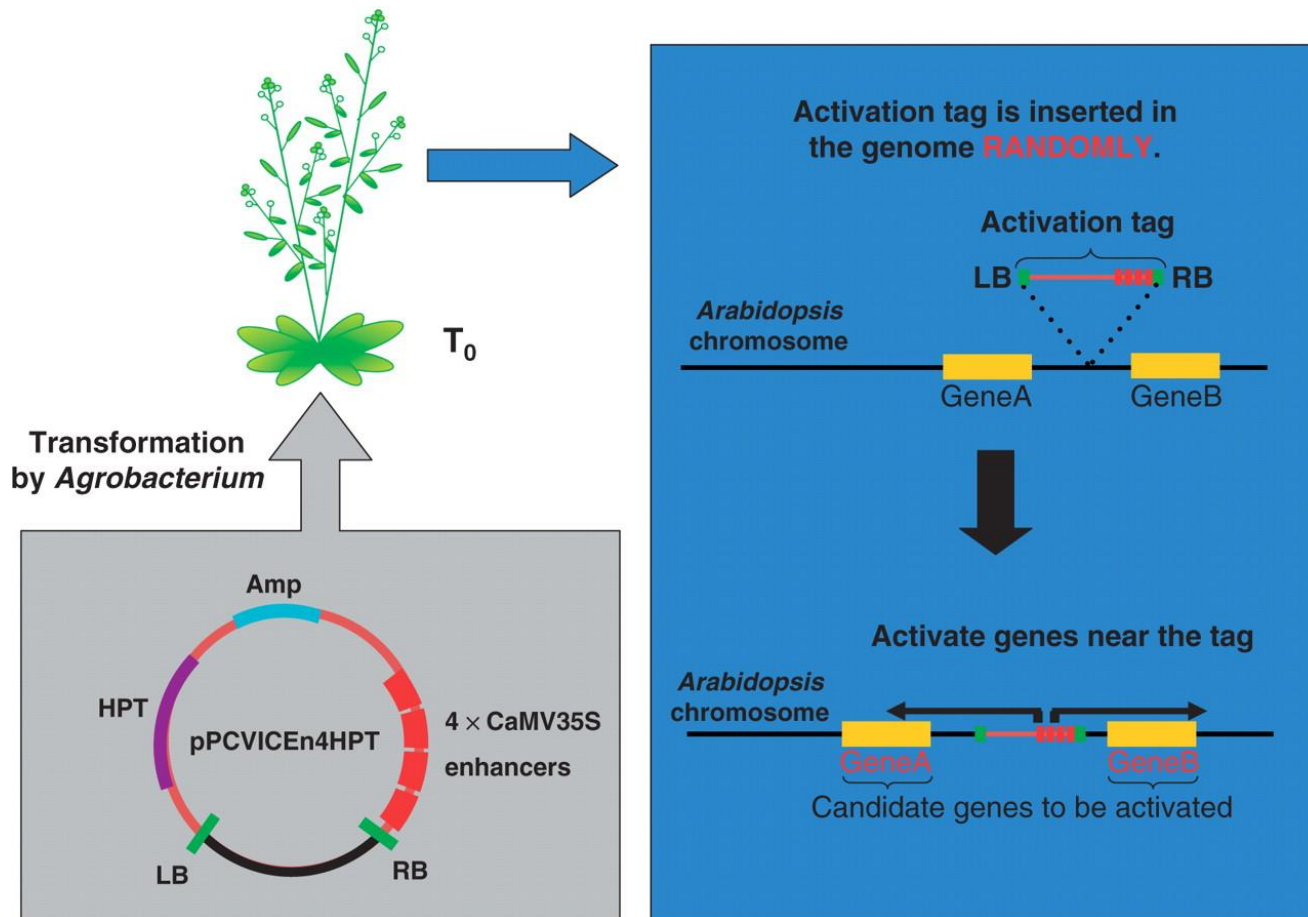 T0
Transformation
by Agrobacterium
Amp
HPT
pPCVICEn4HPT
4 × CaMV35S
enhancers
LB
RB
Activation tag is inserted in
the genome RANDOMLY.
Activation tag
LB
RB
Arabidopsis
chromosome
GeneA
GeneB
Activate genes near the tag
Arabidopsis
chromosome
GeneA
GeneB
Candidate genes to be activated